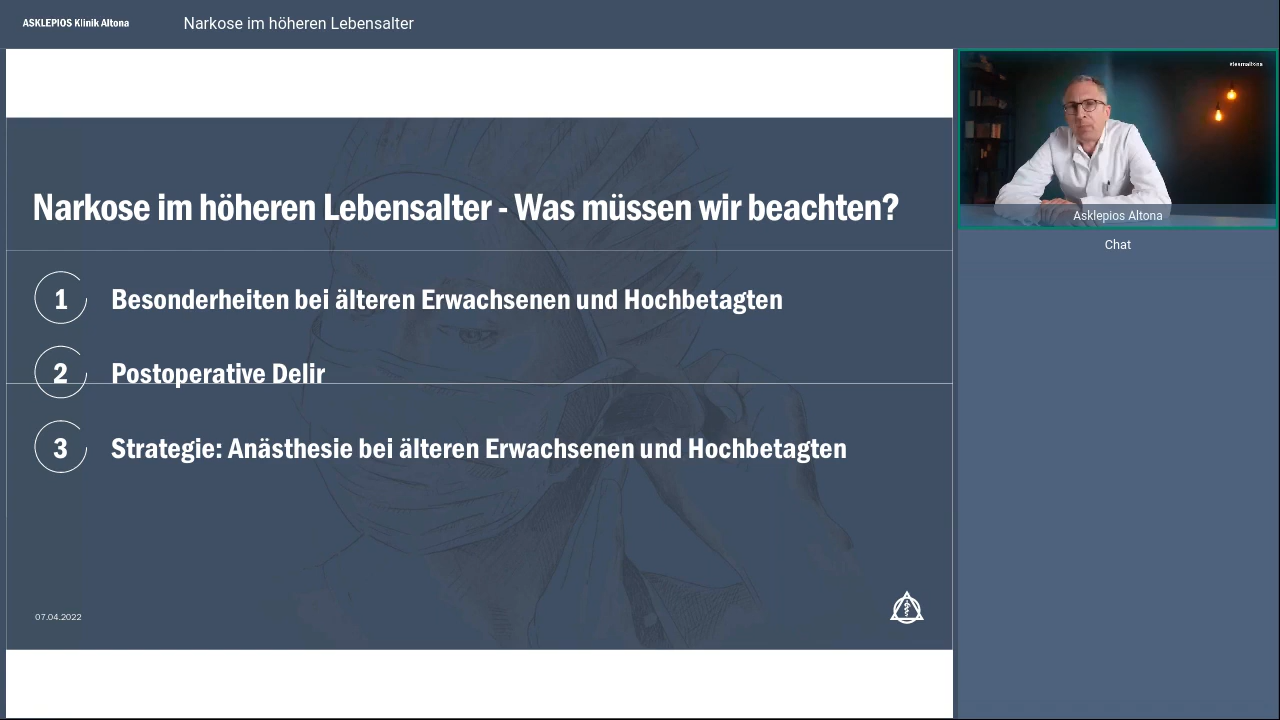 ASKLEPIOS Klinik Altona
Narkose im höheren Lebensalter
#teamaltona
Narkose im höheren Lebensalter - Was müssen wir beachten?
1 Besonderheiten bei älteren Erwachsenen und Hochbetagten
2 Postoperative Delir
3 Strategie: Anästhesie bei älteren Erwachsenen und Hochbetagten
07.04.2022
Asklepios Altona
Chat